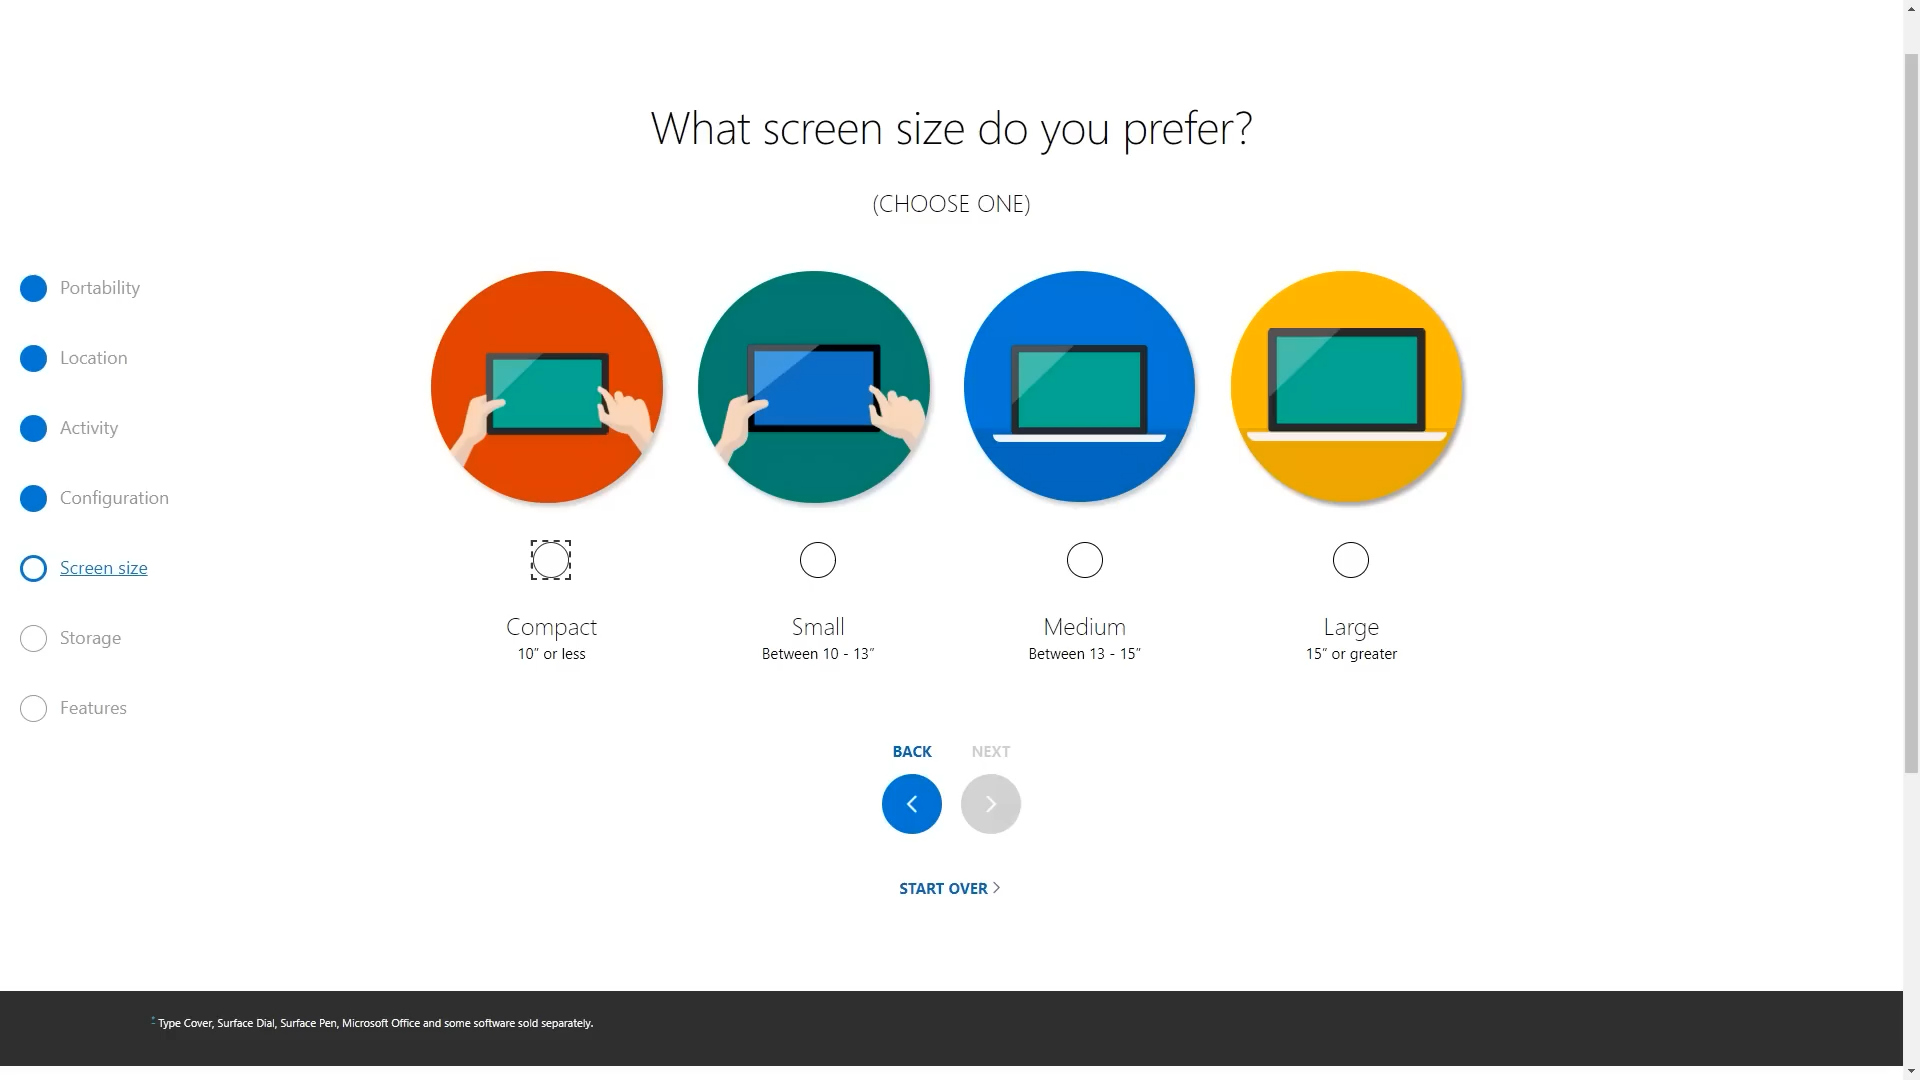 What screen size do you prefer?
(CHOOSE ONE)
Portability
Location
Activity
Configuration
Screen size
Storage
Features
Compact
10" or less
Small
Between 10 - 13"
Medium
Between 13 - 15"
Large
15" or greater
BACK
NEXT
START OVER
* Type Cover, Surface Dial, Surface Pen, Microsoft Office and some software sold separately.